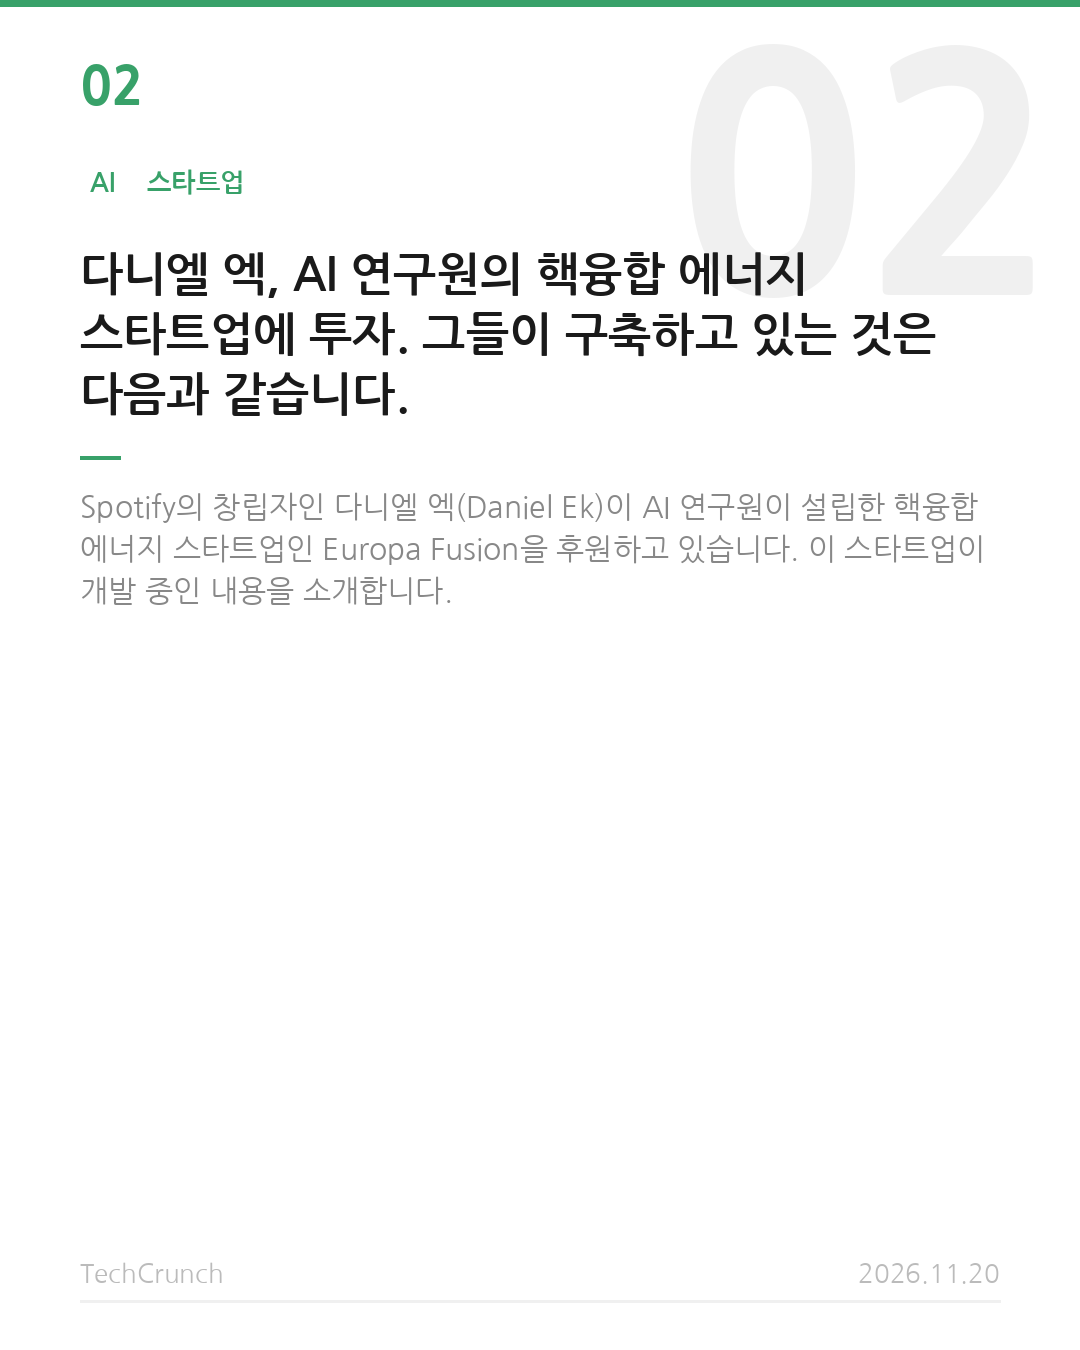 02
02
AI 스타트업
다니엘 엑, AI 연구원의 핵융합 에너지
스타트업에 투자. 그들이 구축하고 있는 것은
다음과 같습니다.
Spotify의 창립자인 다니엘 엑(Daniel Ek)이 AI 연구원이 설립한 핵융합
에너지 스타트업인 Europa Fusion을 후원하고 있습니다. 이 스타트업이
개발 중인 내용을 소개합니다.
TechCrunch 2026.11.20